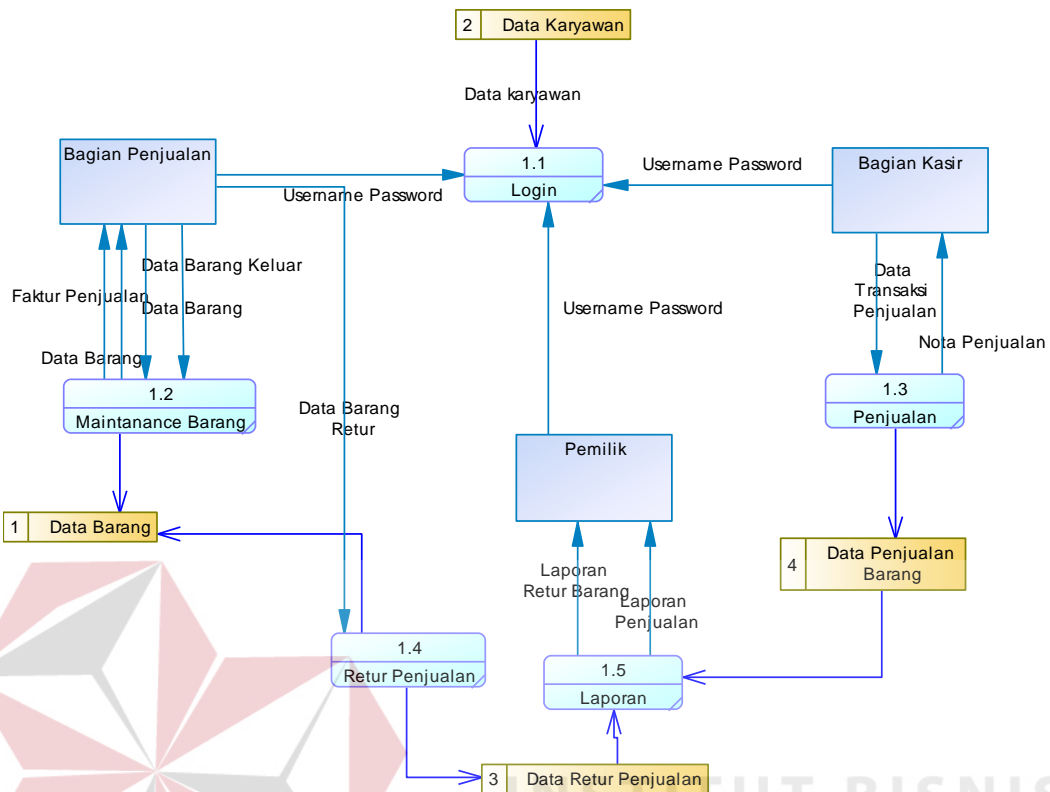 2 Data Karyawan
Data karyawan
Bagian Penjualan
1.1
Login
Username Password
Username Password
Bagian Kasir
Data Barang Keluar
Faktur Penjualan
Data Barang
Data Barang
Username Password
Data
Transaksi
Penjualan
Nota Penjualan
1.2
Maintanance Barang
Data Barang
Retur
1.3
Penjualan
Pemilik
1 Data Barang
4 Data Penjualan
Barang
Laporan
Retur Barang
Laporan
Penjualan
1.4
Retur Penjualan
1.5
Laporan
3 Data Retur Penjualan
INSTITUT BISNIS